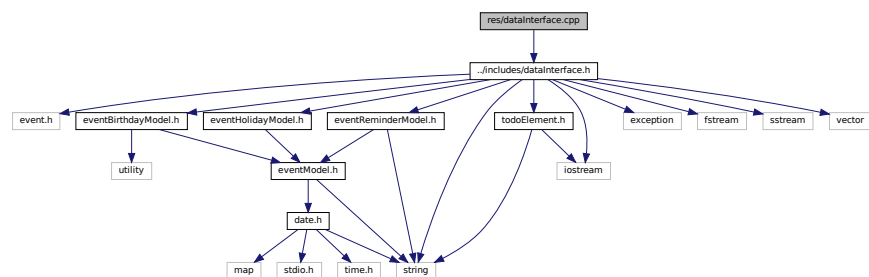 res/dataInterface.cpp
../includes/dataInterface.h
event.h
eventBirthdayModel.h
eventHolidayModel.h
eventReminderModel.h
todoElement.h
exception
fstream
sstream
vector
utility
eventModel.h
iostream
date.h
map
stdio.h
time.h
string